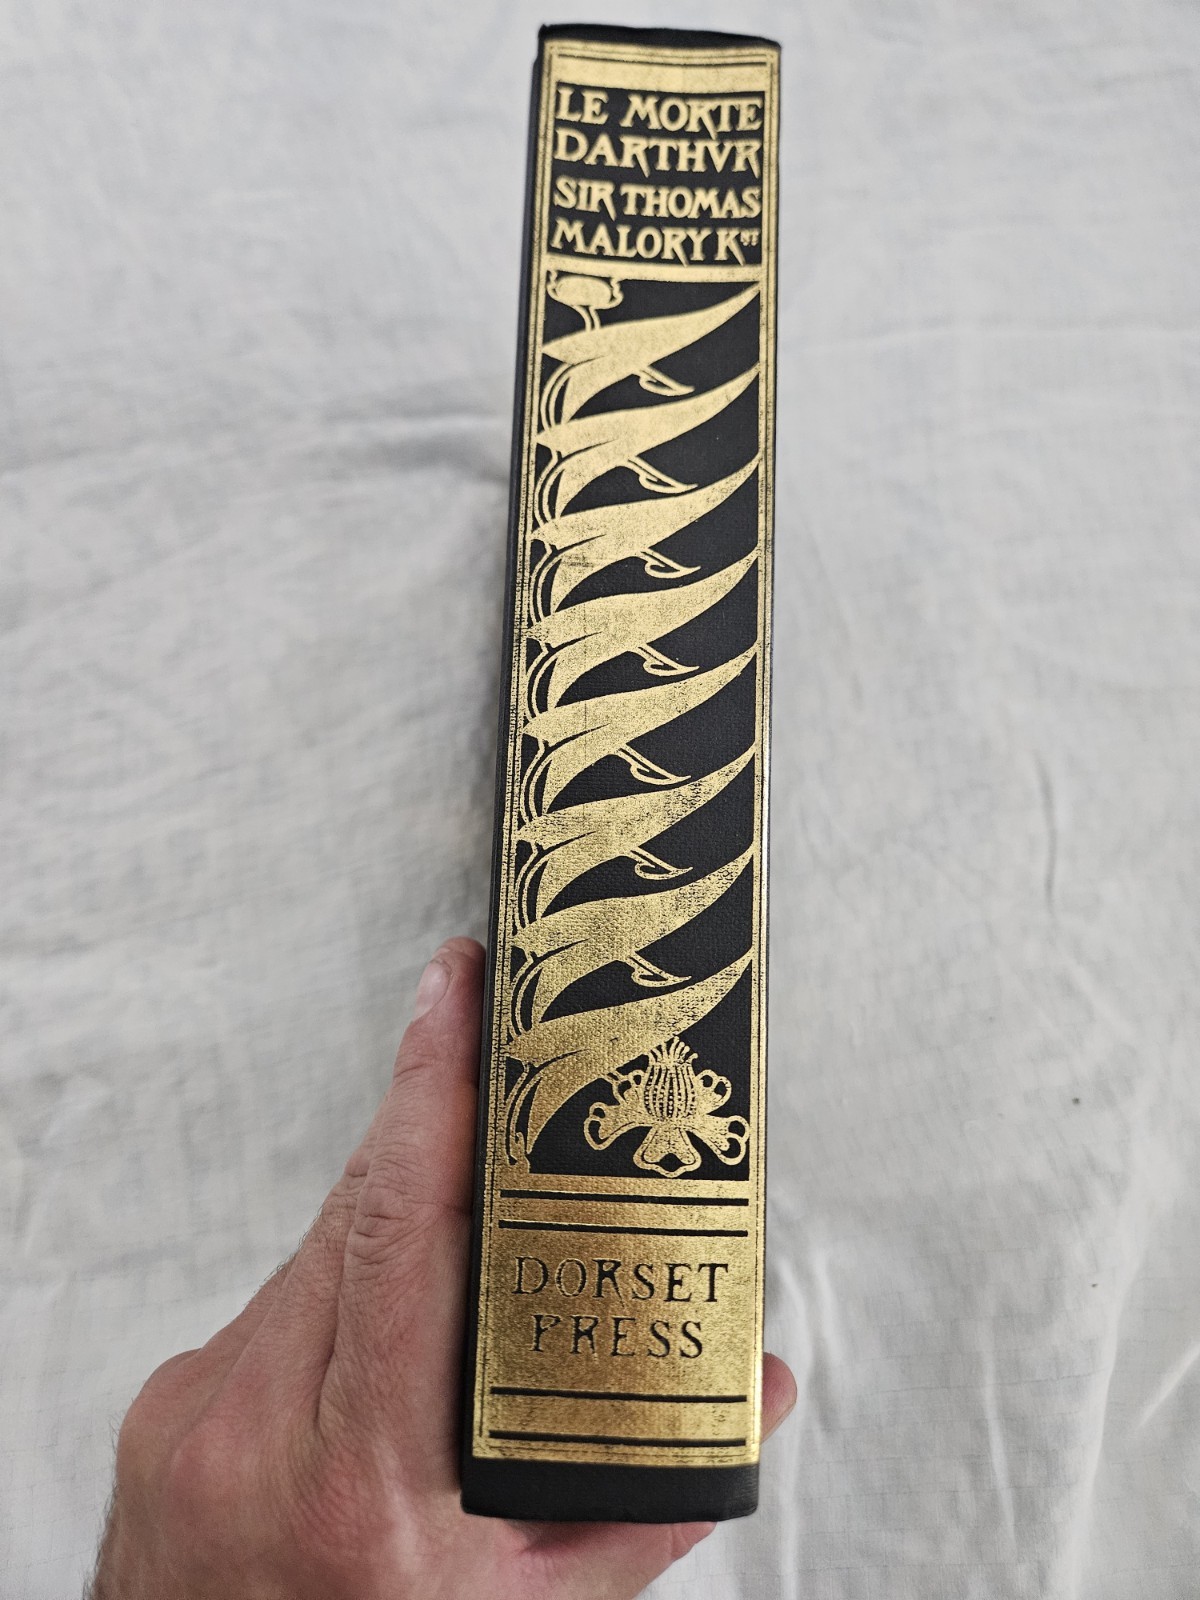 LE MORTE
DARTHVR
SIR THOMAS
MALORY KNT
DORSET
PRESS